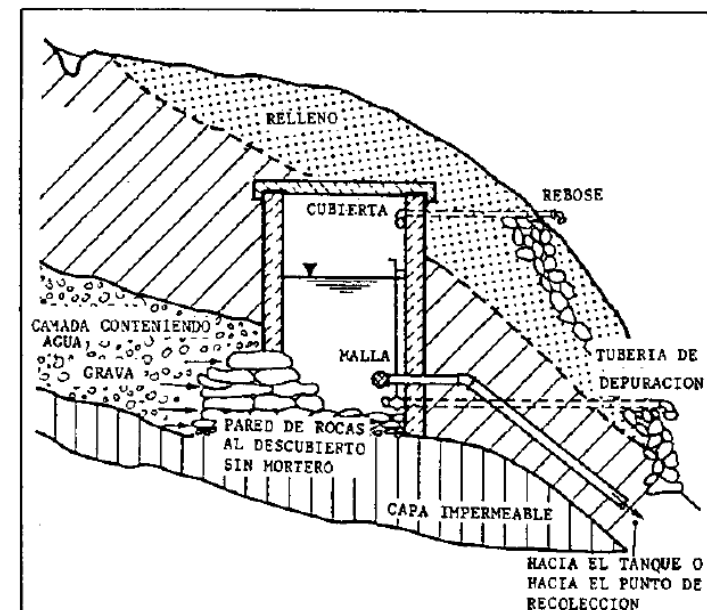 RELLENO
REBOSE
CUBIERTA
CAMADA CONTENIENDO
AGUA,
GRAVA
MALLA
TUBERIA DE
DEPURACION
PARED DE ROCAS
AL DESCUBIERTO
SIN MORTERO
CAPA IMPERMEABLE
HACIA EL TANQUE O
HACIA EL PUNTO DE
RECOLECCION